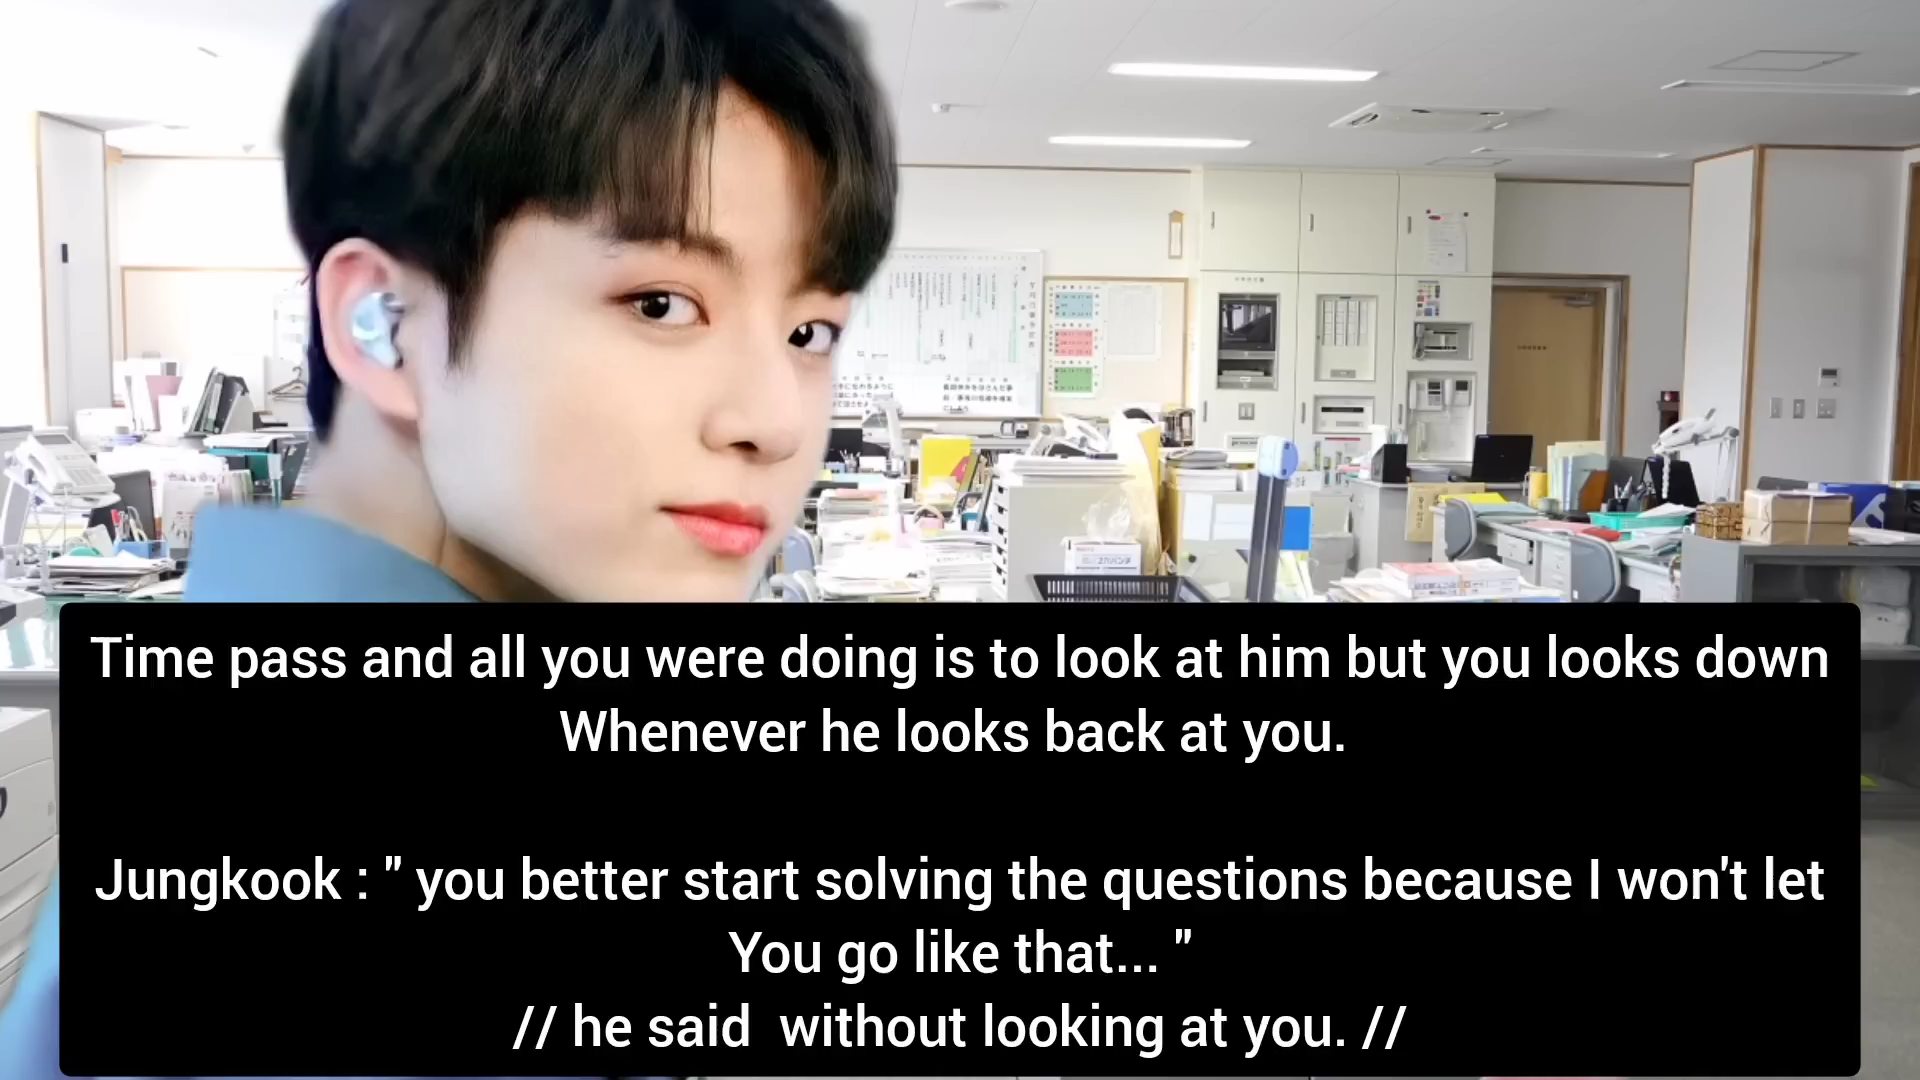 Time pass and all you were doing is to look at him but you looks down
Whenever he looks back at you.
Jungkook : " you better start solving the questions because I won't let
You go like that... "
// he said  without looking at you. //